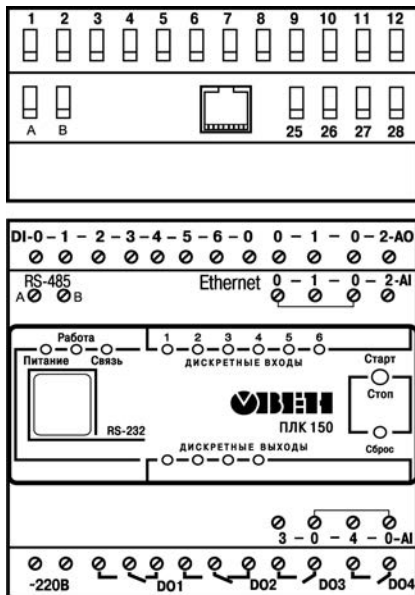 1 2 3 4 5 6 7 8 9 10 11 12
A B 25 26 27 28
DI-0-1-2-3-4-5-6-0 0-1-0-2-AO
RS-485 Ethernet 0-1-0-2-AI
A B
Работа 1 2 3 4 5 6
Питание Связь ДИСКРЕТНЫЕ ВХОДЫ Старт
ОВЕН Стоп
RS-232 ПЛК 150
ДИСКРЕТНЫЕ ВЫХОДЫ Сброс
3-0-4-0-AI
~220В DO1 DO2 DO3 DO4